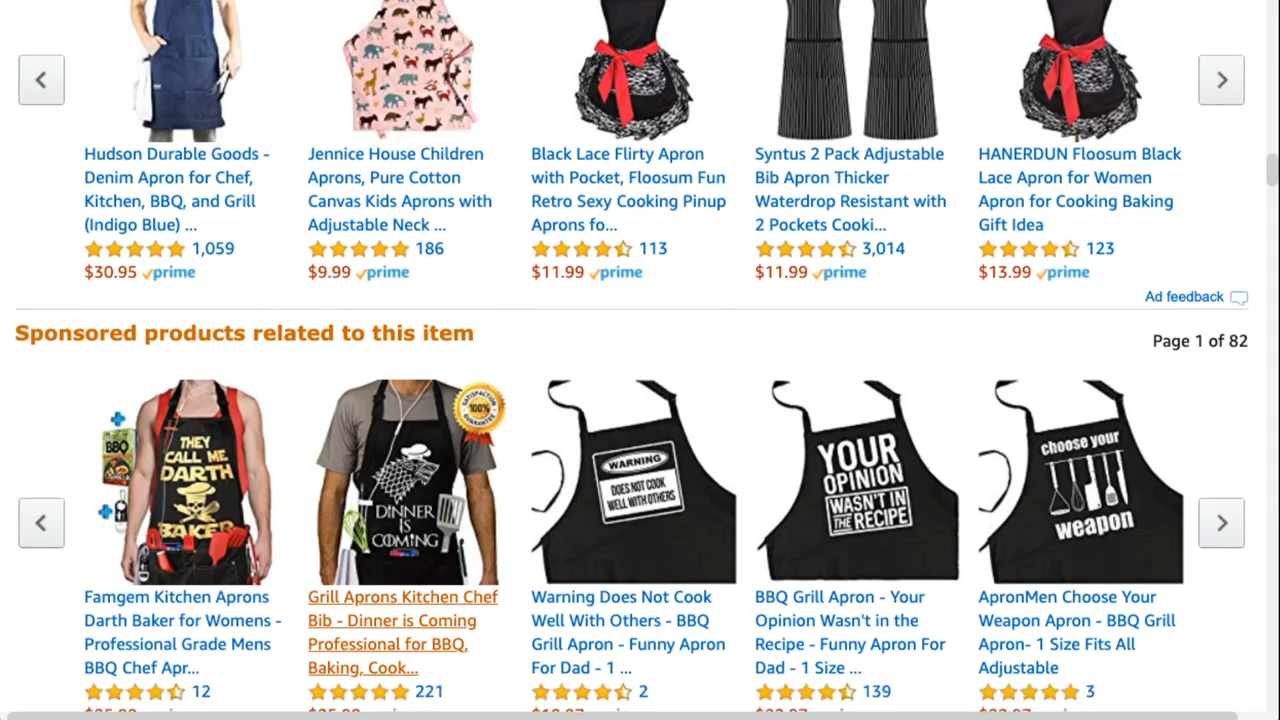 Hudson Durable Goods -
Denim Apron for Chef,
Kitchen, BBQ, and Grill
(Indigo Blue) ...
1,059
$30.95 prime
Jennice House Children
Aprons, Pure Cotton
Canvas Kids Aprons with
Adjustable Neck ...
186
$9.99 prime
Black Lace Flirty Apron
with Pocket, Floosum Fun
Retro Sexy Cooking Pinup
Aprons fo...
113
$11.99 prime
Syntus 2 Pack Adjustable
Bib Apron Thicker
Waterdrop Resistant with
2 Pockets Cooki...
3,014
$11.99 prime
HANERDUN Floosum Black
Lace Apron for Women
Apron for Cooking Baking
Gift Idea
123
$13.99 prime
Ad feedback
Sponsored products related to this item
Page 1 of 82
BBQ
THEY
CALL ME
DARTH
BAKER
SATISFACTION
100%
DINNER
IS
COMING
WARNING
DOES NOT COOK
WELL WITH OTHERS
YOUR
OPINION
WASN'T IN
THE RECIPE
choose your
weapon
Famgem Kitchen Aprons
Darth Baker for Womens -
Professional Grade Mens
BBQ Chef Apr...
12
Grill Aprons Kitchen Chef
Bib - Dinner is Coming
Professional for BBQ,
Baking, Cook...
221
Warning Does Not Cook
Well With Others - BBQ
Grill Apron - Funny Apron
For Dad - 1 ...
2
BBQ Grill Apron - Your
Opinion Wasn't in the
Recipe - Funny Apron For
Dad - 1 Size ...
139
ApronMen Choose Your
Weapon Apron - BBQ Grill
Apron- 1 Size Fits All
Adjustable
3